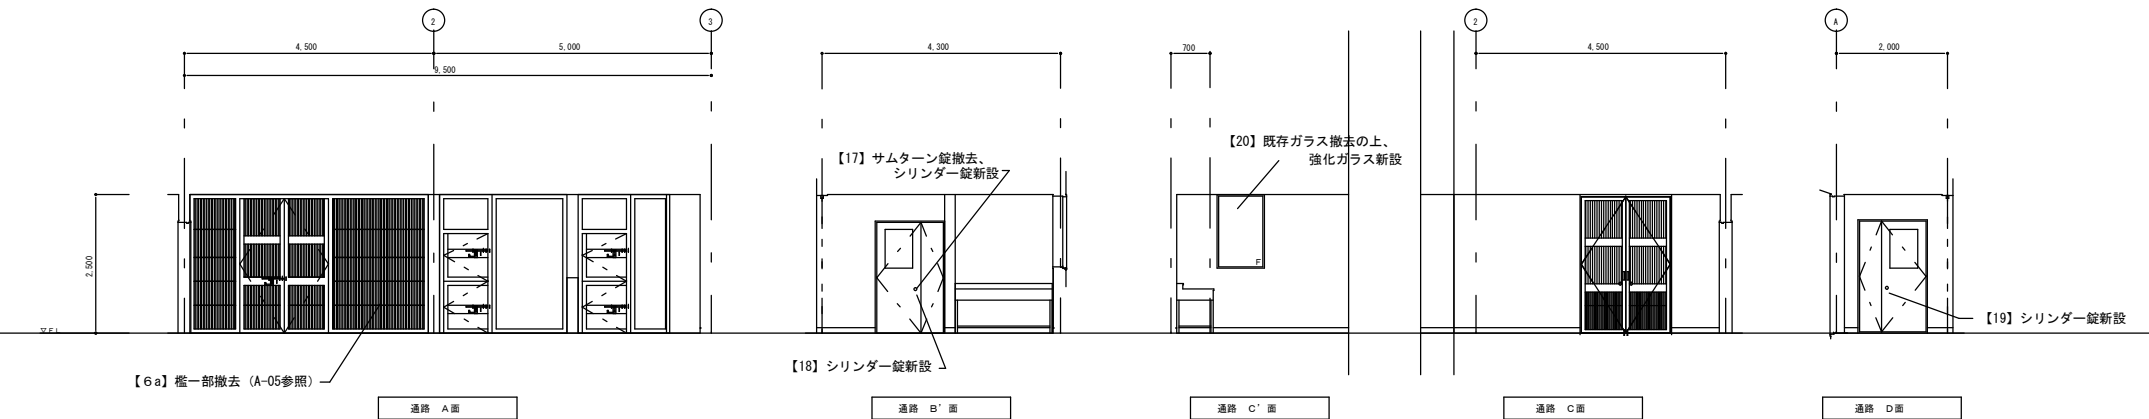 2
3
2
A
4,500
5,000
9,500
4,300
700
4,500
2,000
2,500
▽FL
【17】サムターン錠撤去、
シリンダー錠新設
【20】既存ガラス撤去の上、
強化ガラス新設
F
【19】シリンダー錠新設
【18】シリンダー錠新設
【6a】檻一部撤去（A-05参照）
通路 A面
通路 B'面
通路 C'面
通路 C面
通路 D面